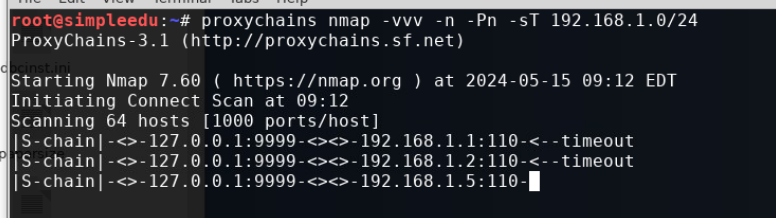 root@simpleedu:~# proxychains nmap -vvv -n -Pn -sT 192.168.1.0/24
ProxyChains-3.1 (http://proxychains.sf.net)
Starting Nmap 7.60 ( https://nmap.org ) at 2024-05-15 09:12 EDT
Initiating Connect Scan at 09:12
Scanning 64 hosts [1000 ports/host]
|S-chain|-<>-127.0.0.1:9999-<><>-192.168.1.1:110-<--timeout
|S-chain|-<>-127.0.0.1:9999-<><>-192.168.1.2:110-<--timeout
|S-chain|-<>-127.0.0.1:9999-<><>-192.168.1.5:110-